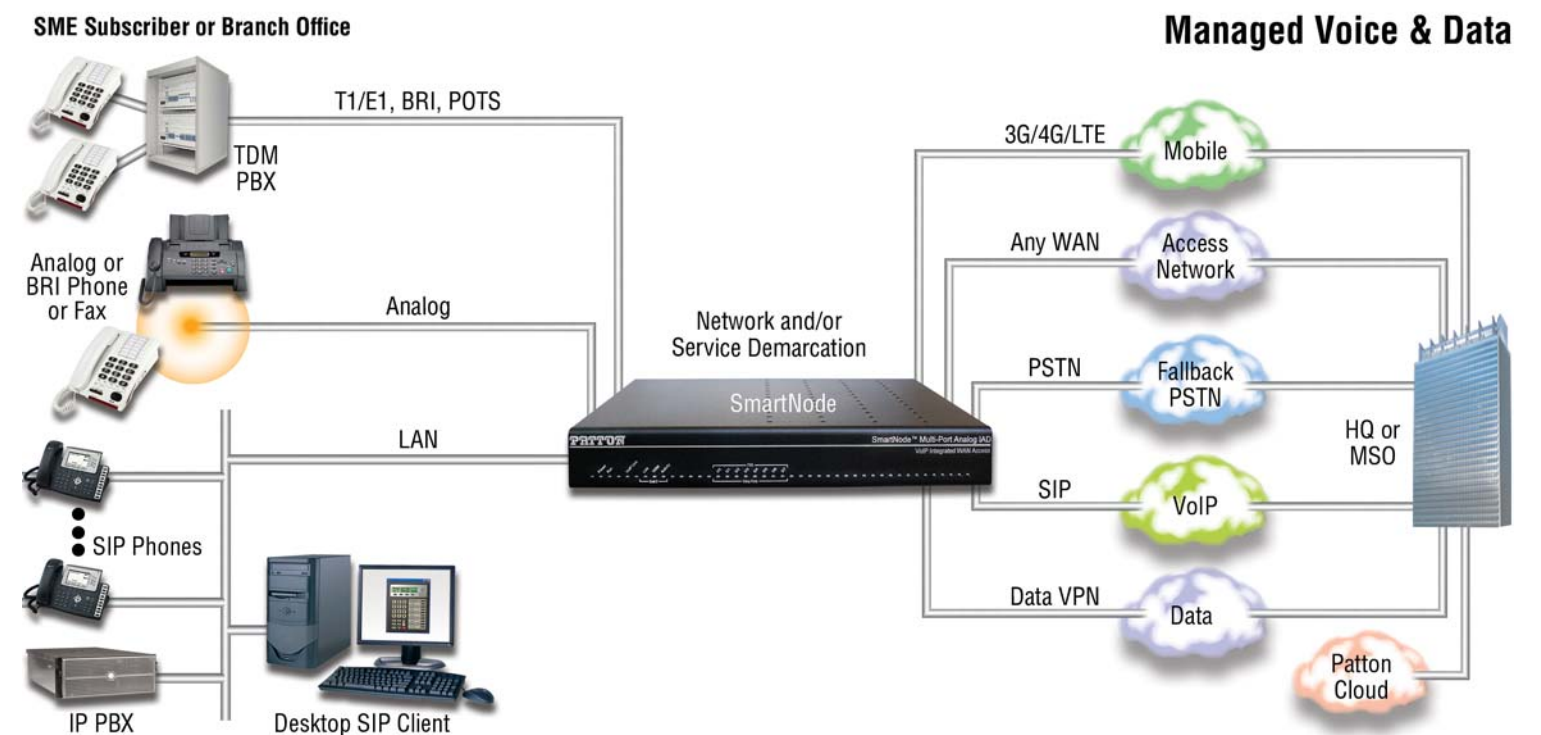 SME Subscriber or Branch Office
Managed Voice & Data
T1/E1, BRI, POTS
TDM
PBX
Analog or
BRI Phone
or Fax
Analog
LAN
SIP Phones
IP PBX
Desktop SIP Client
Network and/or
Service Demarcation
SmartNode
PATTON
SmartNode™ Multi-Port Analog IAD
VoIP Integrated WAN Access
3G/4G/LTE
Mobile
Any WAN
Access
Network
PSTN
Fallback
PSTN
SIP
VoIP
Data VPN
Data
HQ or
MSO
Patton
Cloud